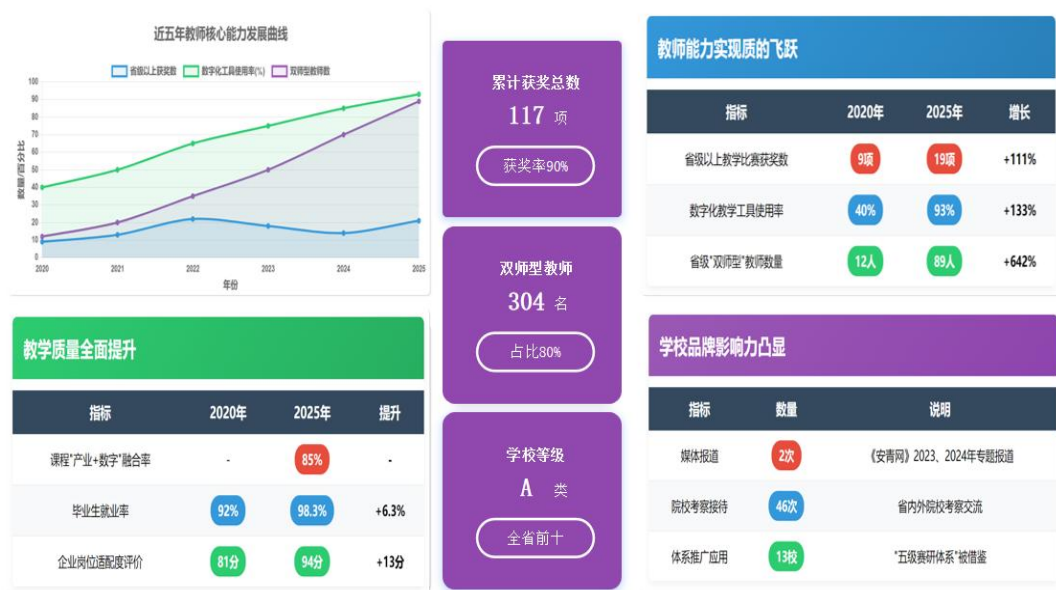 近五年教师核心能力发展曲线
省级以上获奖数 数字化工具使用率(%) 双师型教师数
数量/百分比
100
90
80
70
60
50
40
30
20
10
0
2020 2021 2022 2023 2024 2025
年份
累计获奖总数
117 项
获奖率90%
双师型教师
304 名
占比80%
学校等级
A 类
全省前十
教师能力实现质的飞跃
指标 2020年 2025年 增长
省级以上教学比赛获奖数 9项 19项 +111%
数字化教学工具使用率 40% 93% +133%
省级"双师型"教师数量 12人 89人 +642%
教学质量全面提升
指标 2020年 2025年 提升
课程"产业+数字"融合率 - 85% -
毕业生就业率 92% 98.3% +6.3%
企业岗位适配度评价 81分 94分 +13分
学校品牌影响力凸显
指标 数量 说明
媒体报道 2次 《安青网》2023、2024年专题报道
院校考察接待 46次 省内外院校考察交流
体系推广应用 13校 "五级赛研体系"被借鉴